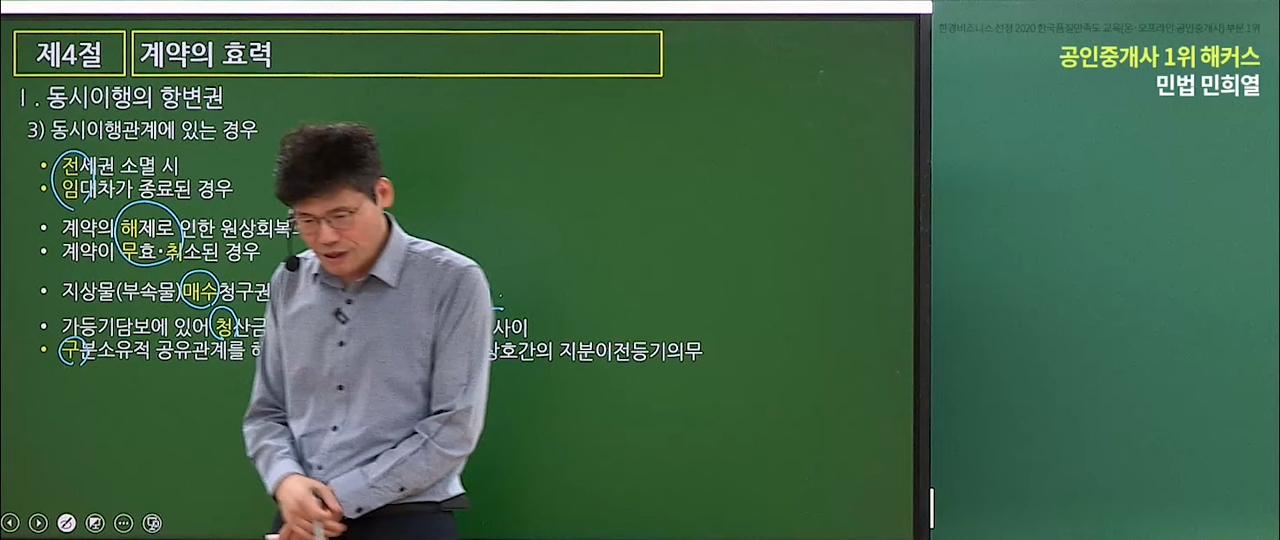 한경비즈니스 선정 2020 한국품질만족도 교육(온·오프라인 공인중개사) 부문 1위
공인중개사 1위 해커스
민법 민희열
제4절 계약의 효력
Ⅰ. 동시이행의 항변권
3) 동시이행관계에 있는 경우
• 전세권 소멸 시
• 임대차가 종료된 경우
• 계약의 해제로 인한 원상회복
• 계약이 무효·취소된 경우
• 지상물(부속물)매수청구권
• 가등기담보에 있어 청산금 사이
• 구분소유적 공유관계를 상호간의 지분이전등기의무